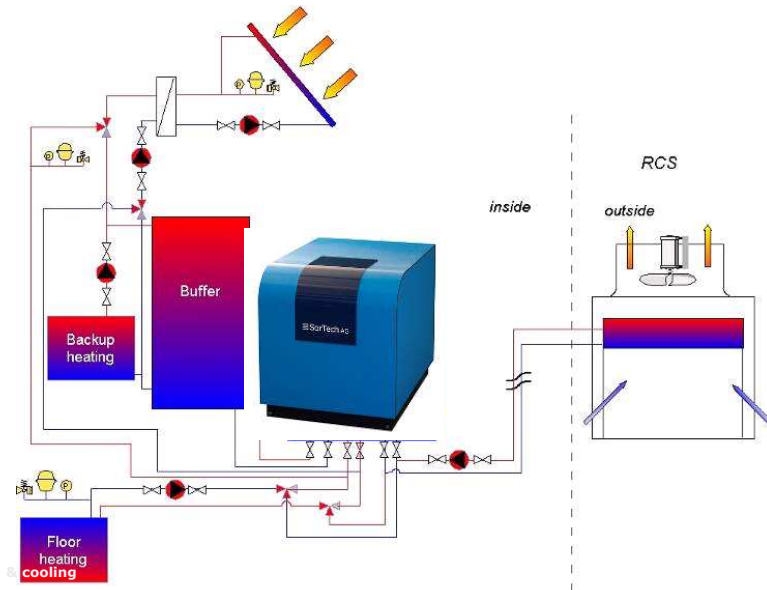 RCS
inside
outside
Buffer
SorTech AG
Backup
heating
P
P
P
Floor
heating
& cooling